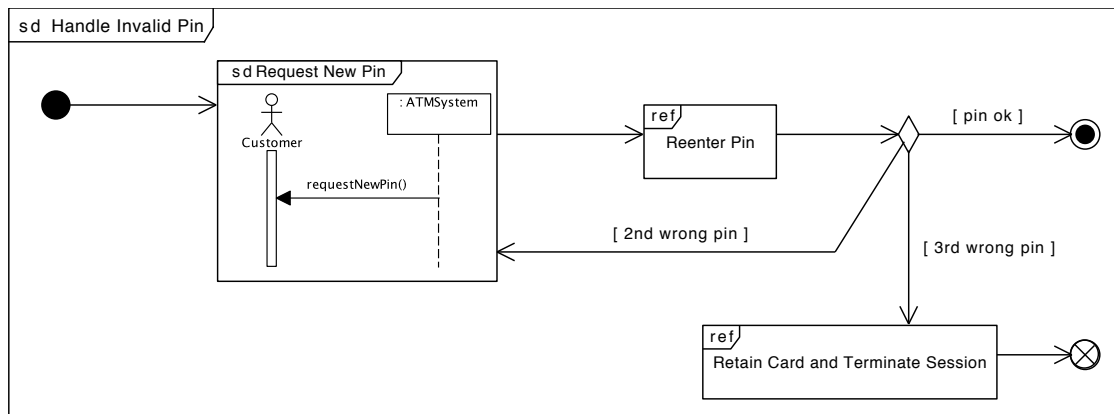 sd Handle Invalid Pin
sd Request New Pin
: ATMSystem
Customer
requestNewPin()
ref
Reenter Pin
[ pin ok ]
[ 2nd wrong pin ]
[ 3rd wrong pin ]
ref
Retain Card and Terminate Session